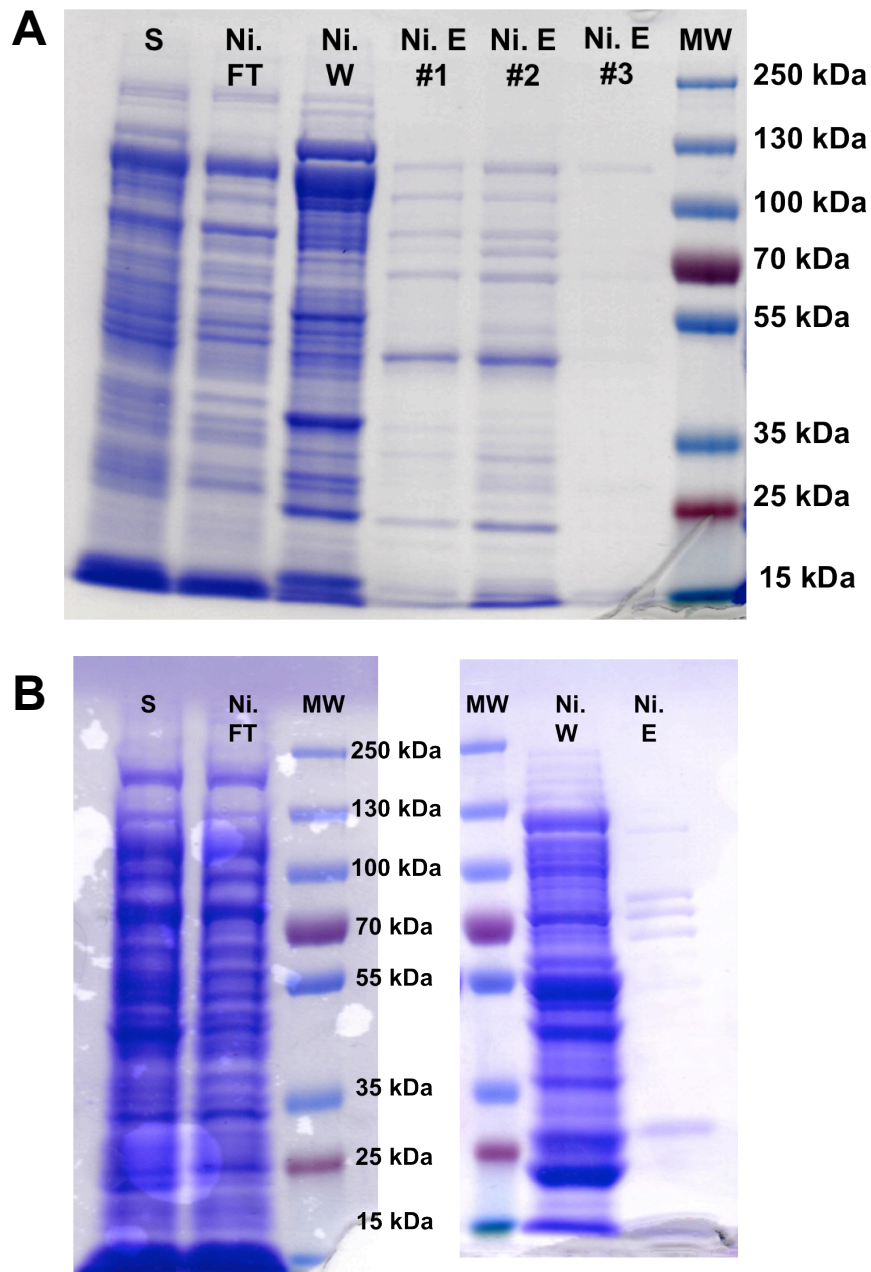 A
S Ni. Ni. Ni. E Ni. E Ni. E MW
FT W #1 #2 #3
250 kDa
130 kDa
100 kDa
70 kDa
55 kDa
35 kDa
25 kDa
15 kDa
B
S Ni. MW MW Ni. Ni.
FT W E
250 kDa
130 kDa
100 kDa
70 kDa
55 kDa
35 kDa
25 kDa
15 kDa